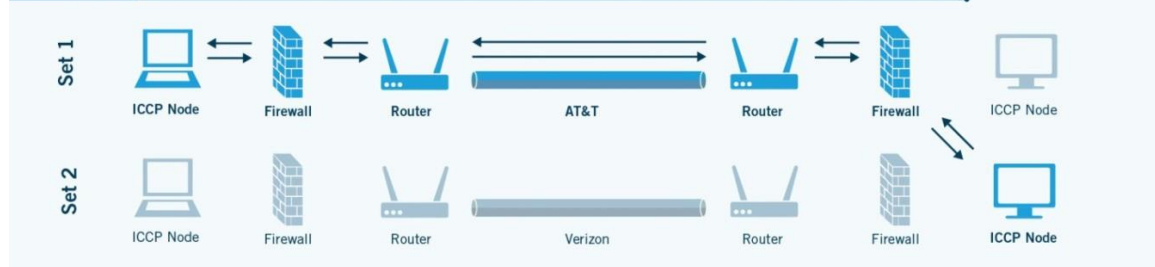 Set 1
ICCP Node Firewall Router AT&T Router Firewall ICCP Node
Set 2
ICCP Node Firewall Router Verizon Router Firewall ICCP Node